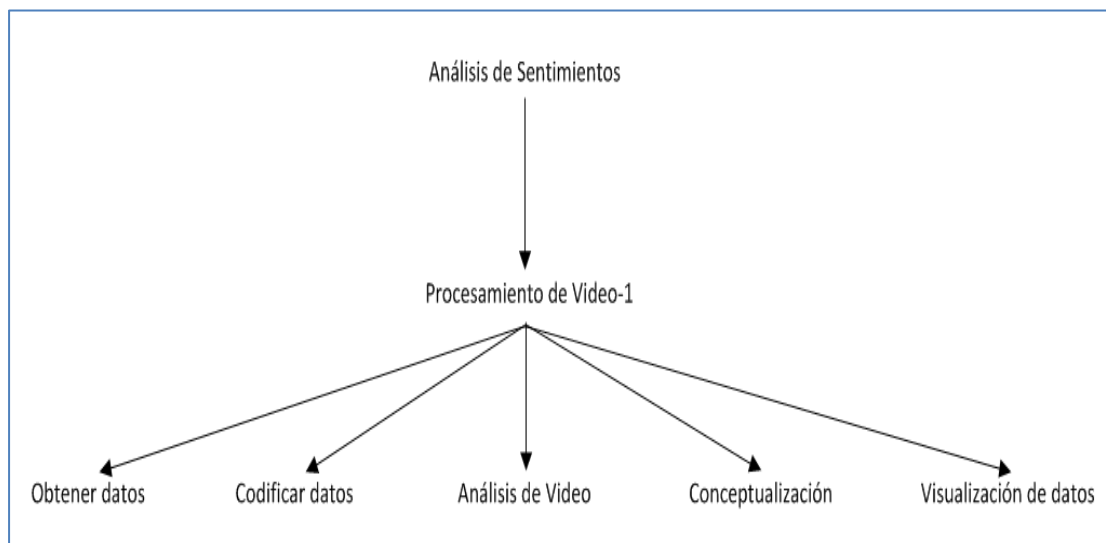 Análisis de Sentimientos
Procesamiento de Video-1
Obtener datos
Codificar datos
Análisis de Video
Conceptualización
Visualización de datos